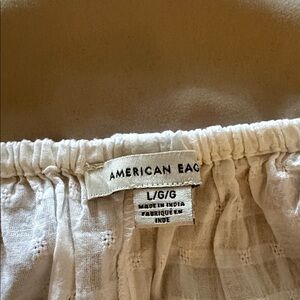 AMERICAN EAG
L/G/G
MADE IN INDIA
FABRIQUÉ EN
INDE